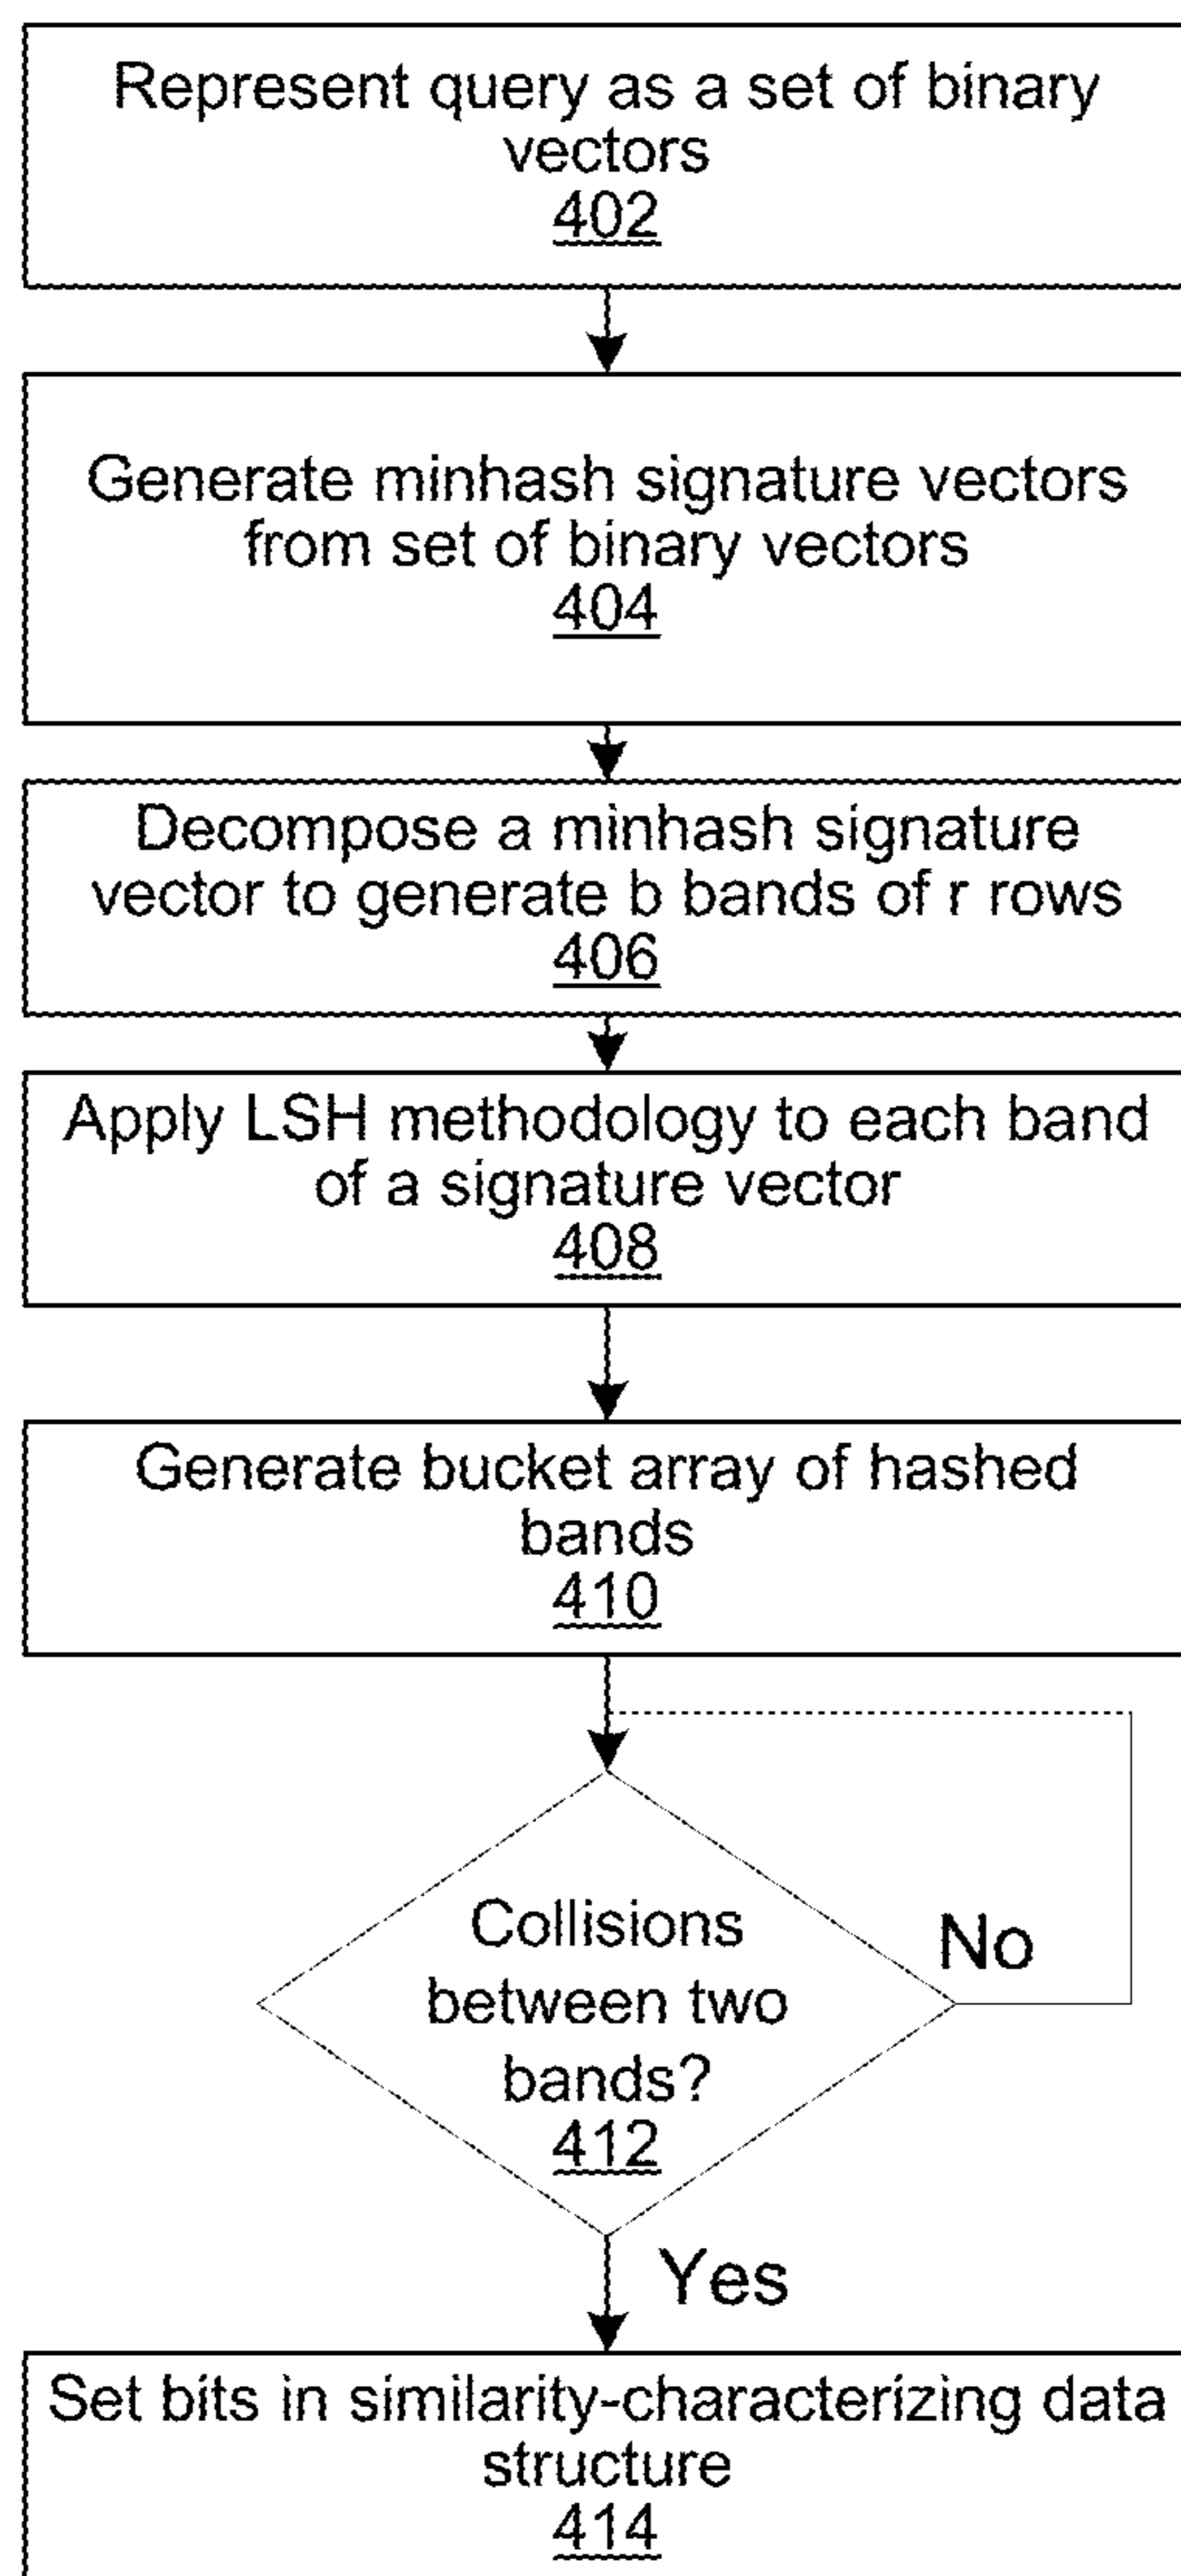 Represent query as a set of binary
vectors
402
Generate minhash signature vectors
from set of binary vectors
404
Decompose a minhash signature
vector to generate b bands of r rows
406
Apply LSH methodology to each band
of a signature vector
408
Generate bucket array of hashed
bands
410
Collisions
between two
bands?
412
No
Yes
Set bits in similarity-characterizing data
structure
414